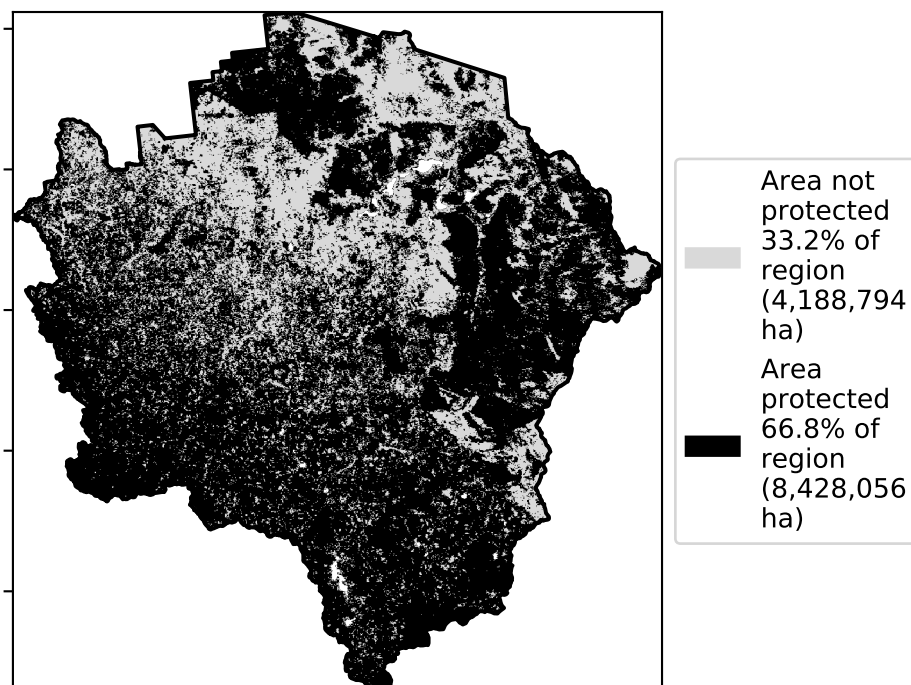 Area not
protected
33.2% of
region
(4,188,794
ha)
Area
protected
66.8% of
region
(8,428,056
ha)